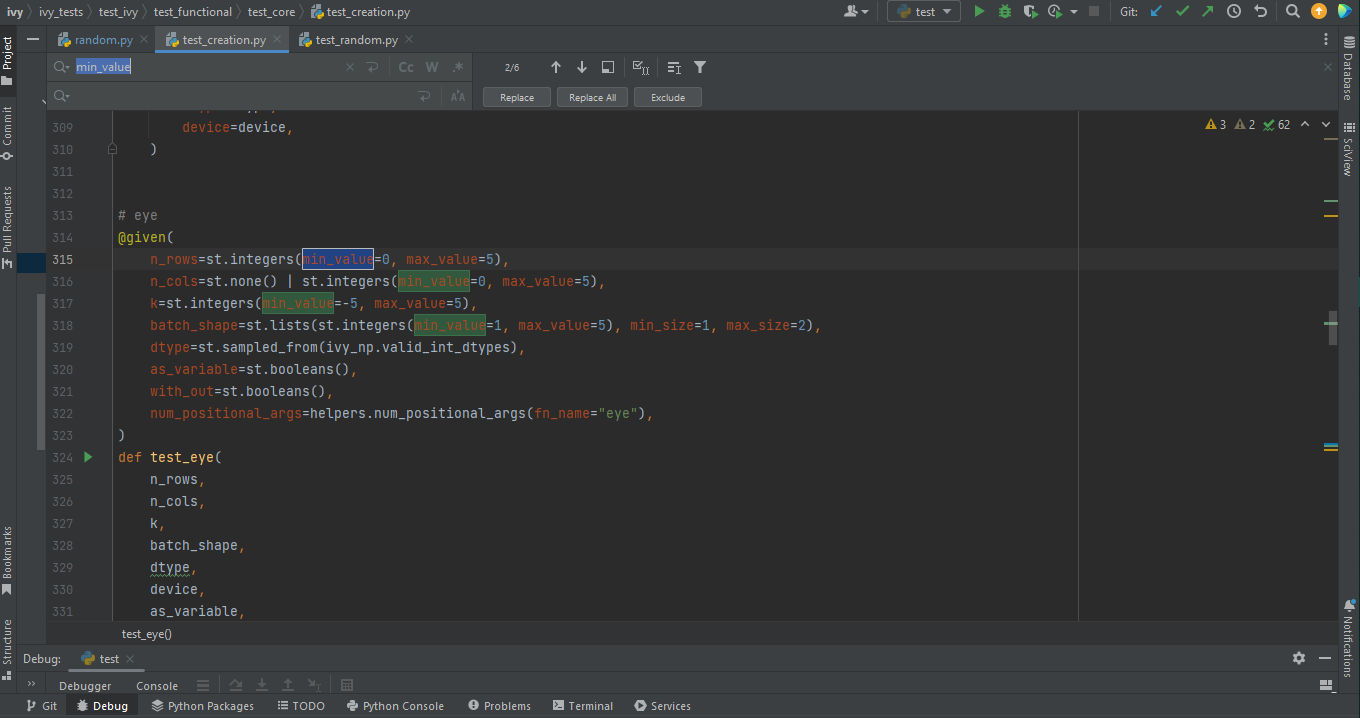 ivy ivy_tests test_ivy test_functional test_core test_creation.py test Git:
random.py test_creation.py test_random.py
min_value Cc W .* 2/6
Replace Replace All Exclude
3 2 62
309 device=device,
310 )
311
312
313 # eye
314 @given(
315 n_rows=st.integers(min_value=0, max_value=5),
316 n_cols=st.none() | st.integers(min_value=0, max_value=5),
317 k=st.integers(min_value=-5, max_value=5),
318 batch_shape=st.lists(st.integers(min_value=1, max_value=5), min_size=1, max_size=2),
319 dtype=st.sampled_from(ivy_np.valid_int_dtypes),
320 as_variable=st.booleans(),
321 with_out=st.booleans(),
322 num_positional_args=helpers.num_positional_args(fn_name="eye"),
323 )
324 def test_eye(
325 n_rows,
326 n_cols,
327 k,
328 batch_shape,
329 dtype,
330 device,
331 as_variable,
test_eye()
Debug: test
Debugger Console
Git Debug Python Packages TODO Python Console Problems Terminal Services
Project
Commit
Pull Requests
Bookmarks
Structure
Database
SciView
Notifications